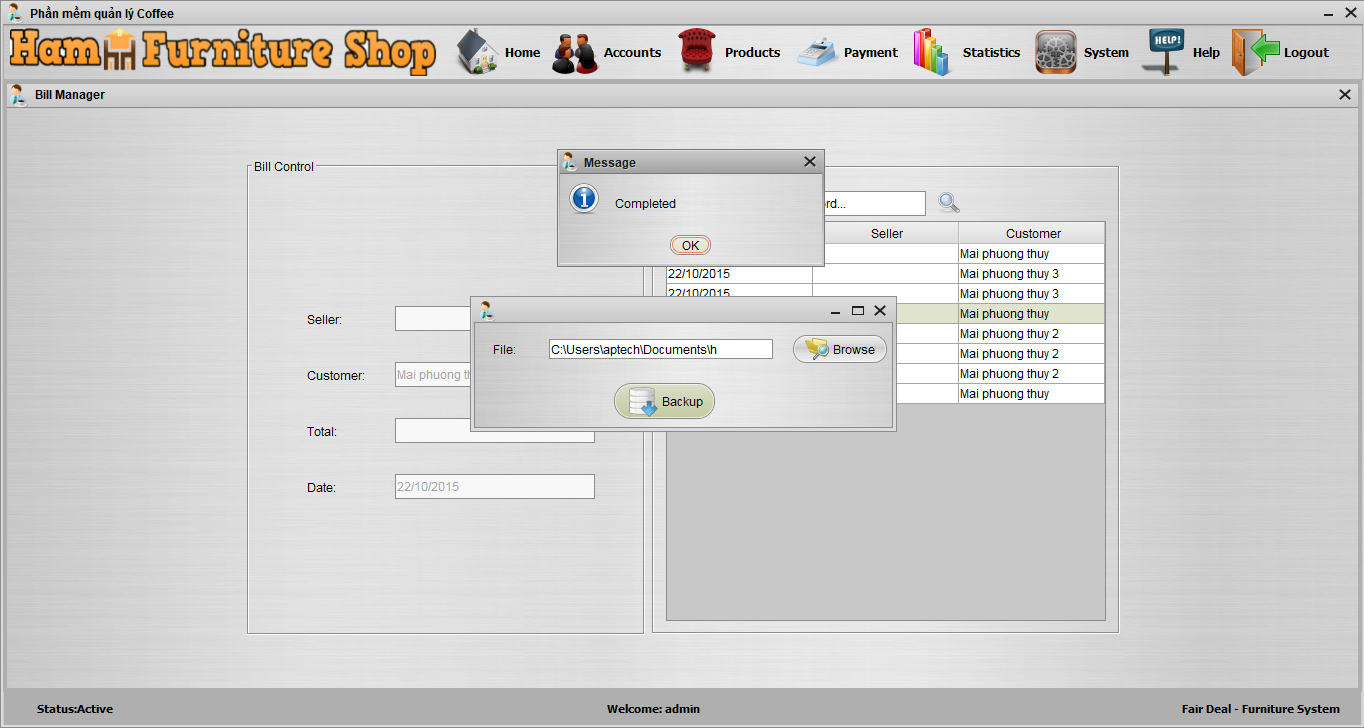 Phần mềm quản lý Coffee
Ham Furniture Shop Home Accounts Products Payment Statistics System HELP! Help Logout
Bill Manager
Bill Control
Message
Completed
OK
rd...
Seller Customer
Mai phuong thuy
22/10/2015 Mai phuong thuy 3
22/10/2015 Mai phuong thuy 3
Mai phuong thuy
Mai phuong thuy 2
Mai phuong thuy 2
Mai phuong thuy 2
Mai phuong thuy
Seller:
Customer: Mai phuong th
Total:
Date: 22/10/2015
File: C:\Users\aptech\Documents\h Browse
Backup
Status:Active Welcome: admin Fair Deal - Furniture System